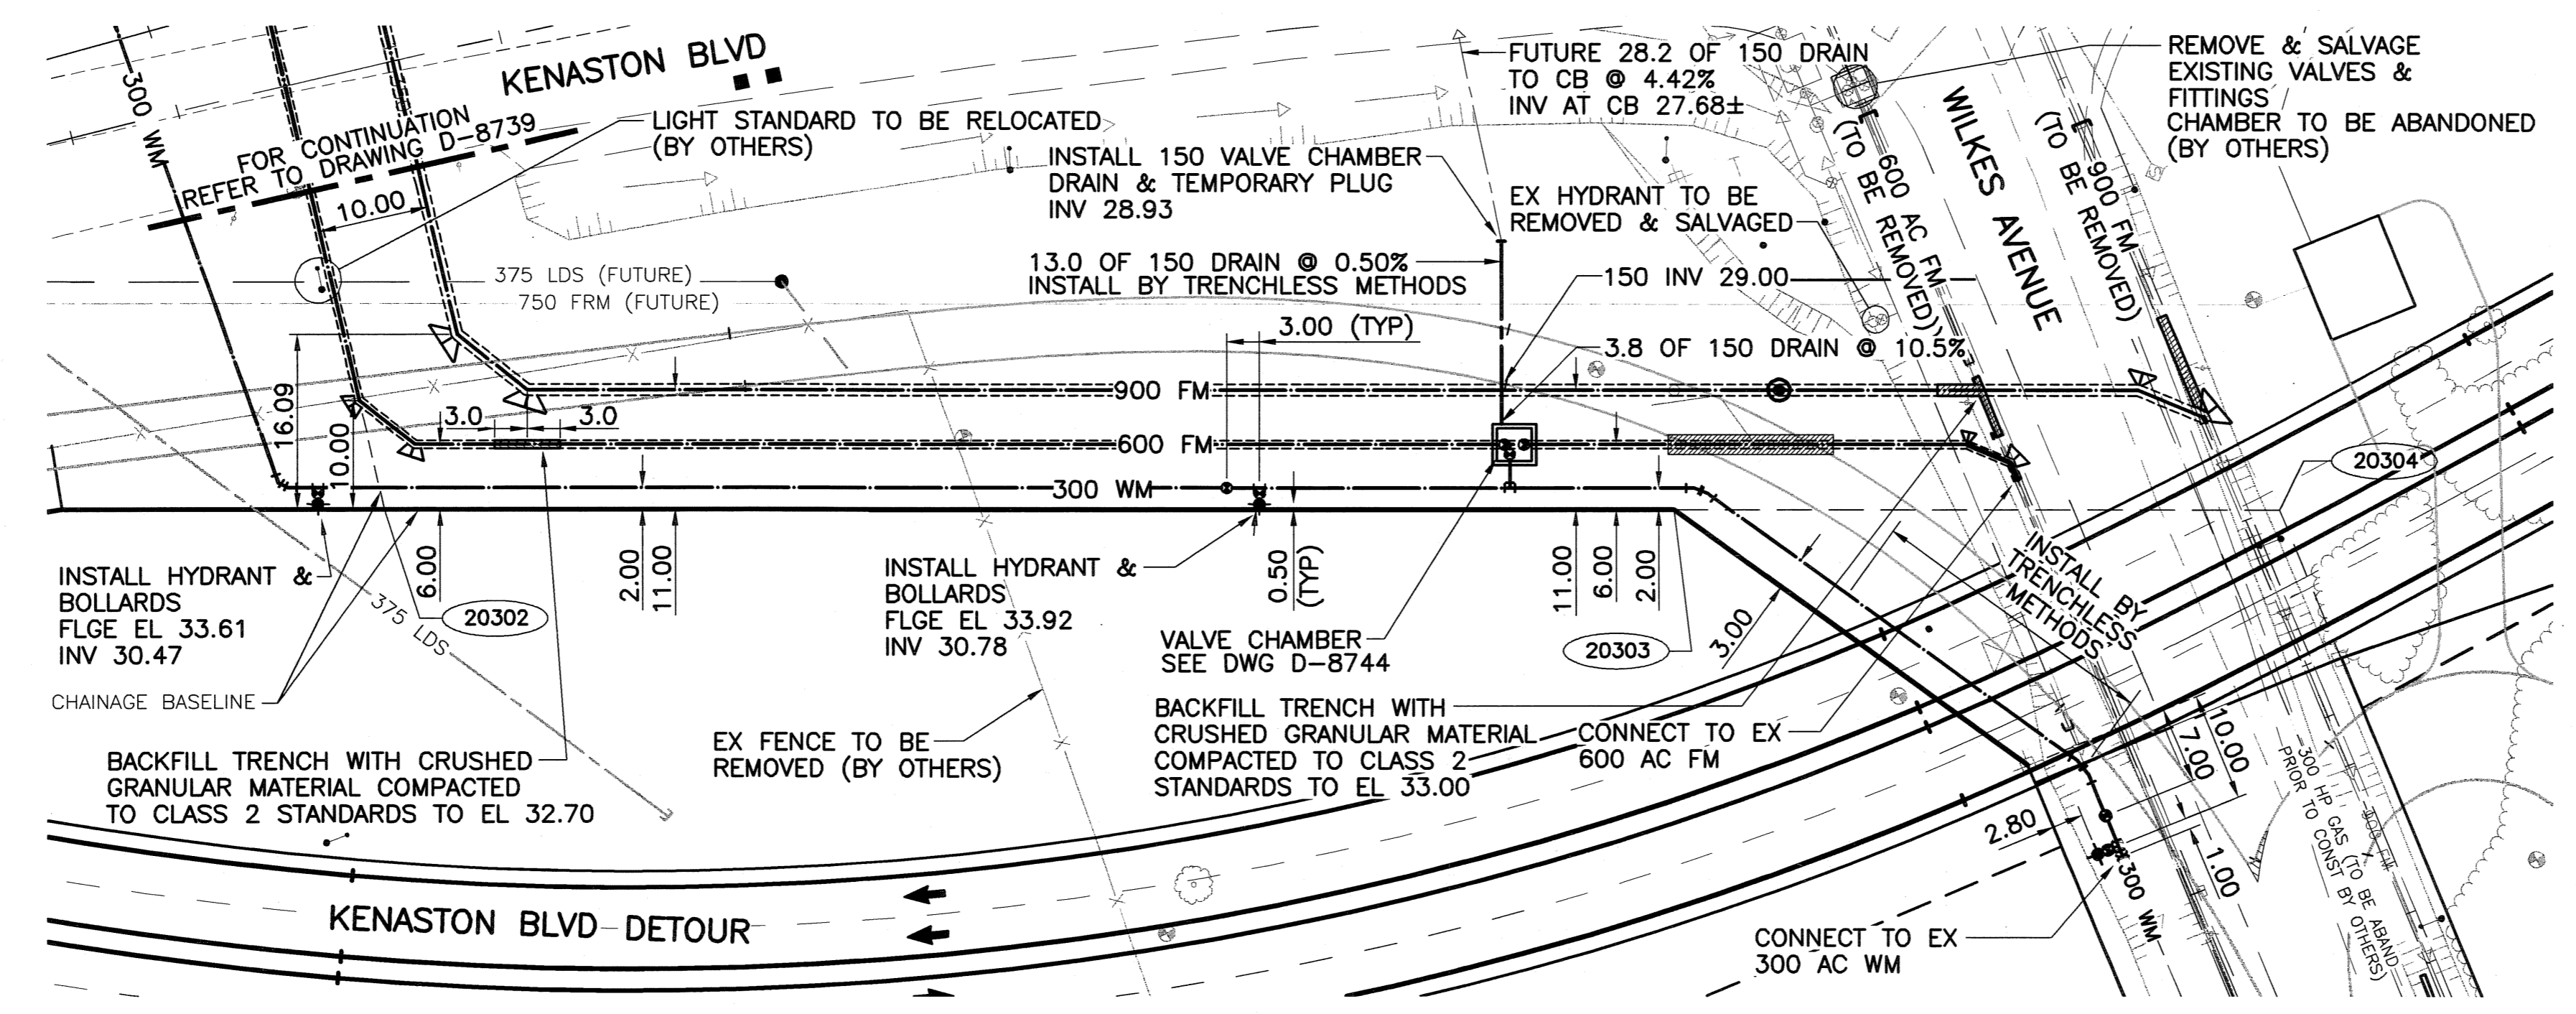 KENASTON BLVD
300 WM
FOR CONTINUATION
REFER TO DRAWING D-8739
LIGHT STANDARD TO BE RELOCATED
(BY OTHERS)
10.00
FUTURE 28.2 OF 150 DRAIN
TO CB @ 4.42%
INV AT CB 27.68±
INSTALL 150 VALVE CHAMBER
DRAIN & TEMPORARY PLUG
INV 28.93
EX HYDRANT TO BE
REMOVED & SALVAGED
REMOVE & SALVAGE
EXISTING VALVES &
FITTINGS
CHAMBER TO BE ABANDONED
(BY OTHERS)
600 AC FM
(TO BE REMOVED)
WILKES AVENUE
900 FM
(TO BE REMOVED)
375 LDS (FUTURE)
750 FRM (FUTURE)
13.0 OF 150 DRAIN @ 0.50%
INSTALL BY TRENCHLESS METHODS
150 INV 29.00
3.00 (TYP)
3.8 OF 150 DRAIN @ 10.5%
16.09
10.00
3.0
3.0
900 FM
600 FM
300 WM
20304
INSTALL HYDRANT &
BOLLARDS
FLGE EL 33.61
INV 30.47
CHAINAGE BASELINE
375 LDS
6.00
20302
2.00
11.00
INSTALL HYDRANT &
BOLLARDS
FLGE EL 33.92
INV 30.78
0.50
(TYP)
11.00
6.00
2.00
20303
3.00
VALVE CHAMBER
SEE DWG D-8744
INSTALL BY
TRENCHLESS
METHODS
BACKFILL TRENCH WITH CRUSHED
GRANULAR MATERIAL COMPACTED
TO CLASS 2 STANDARDS TO EL 32.70
EX FENCE TO BE
REMOVED (BY OTHERS)
BACKFILL TRENCH WITH
CRUSHED GRANULAR MATERIAL
COMPACTED TO CLASS 2
STANDARDS TO EL 33.00
CONNECT TO EX
600 AC FM
7.00
10.00
2.80
1.00
300 WM
300 HP GAS (TO BE ABAND
PRIOR TO CONST BY OTHERS)
900 FM
KENASTON BLVD DETOUR
CONNECT TO EX
300 AC WM